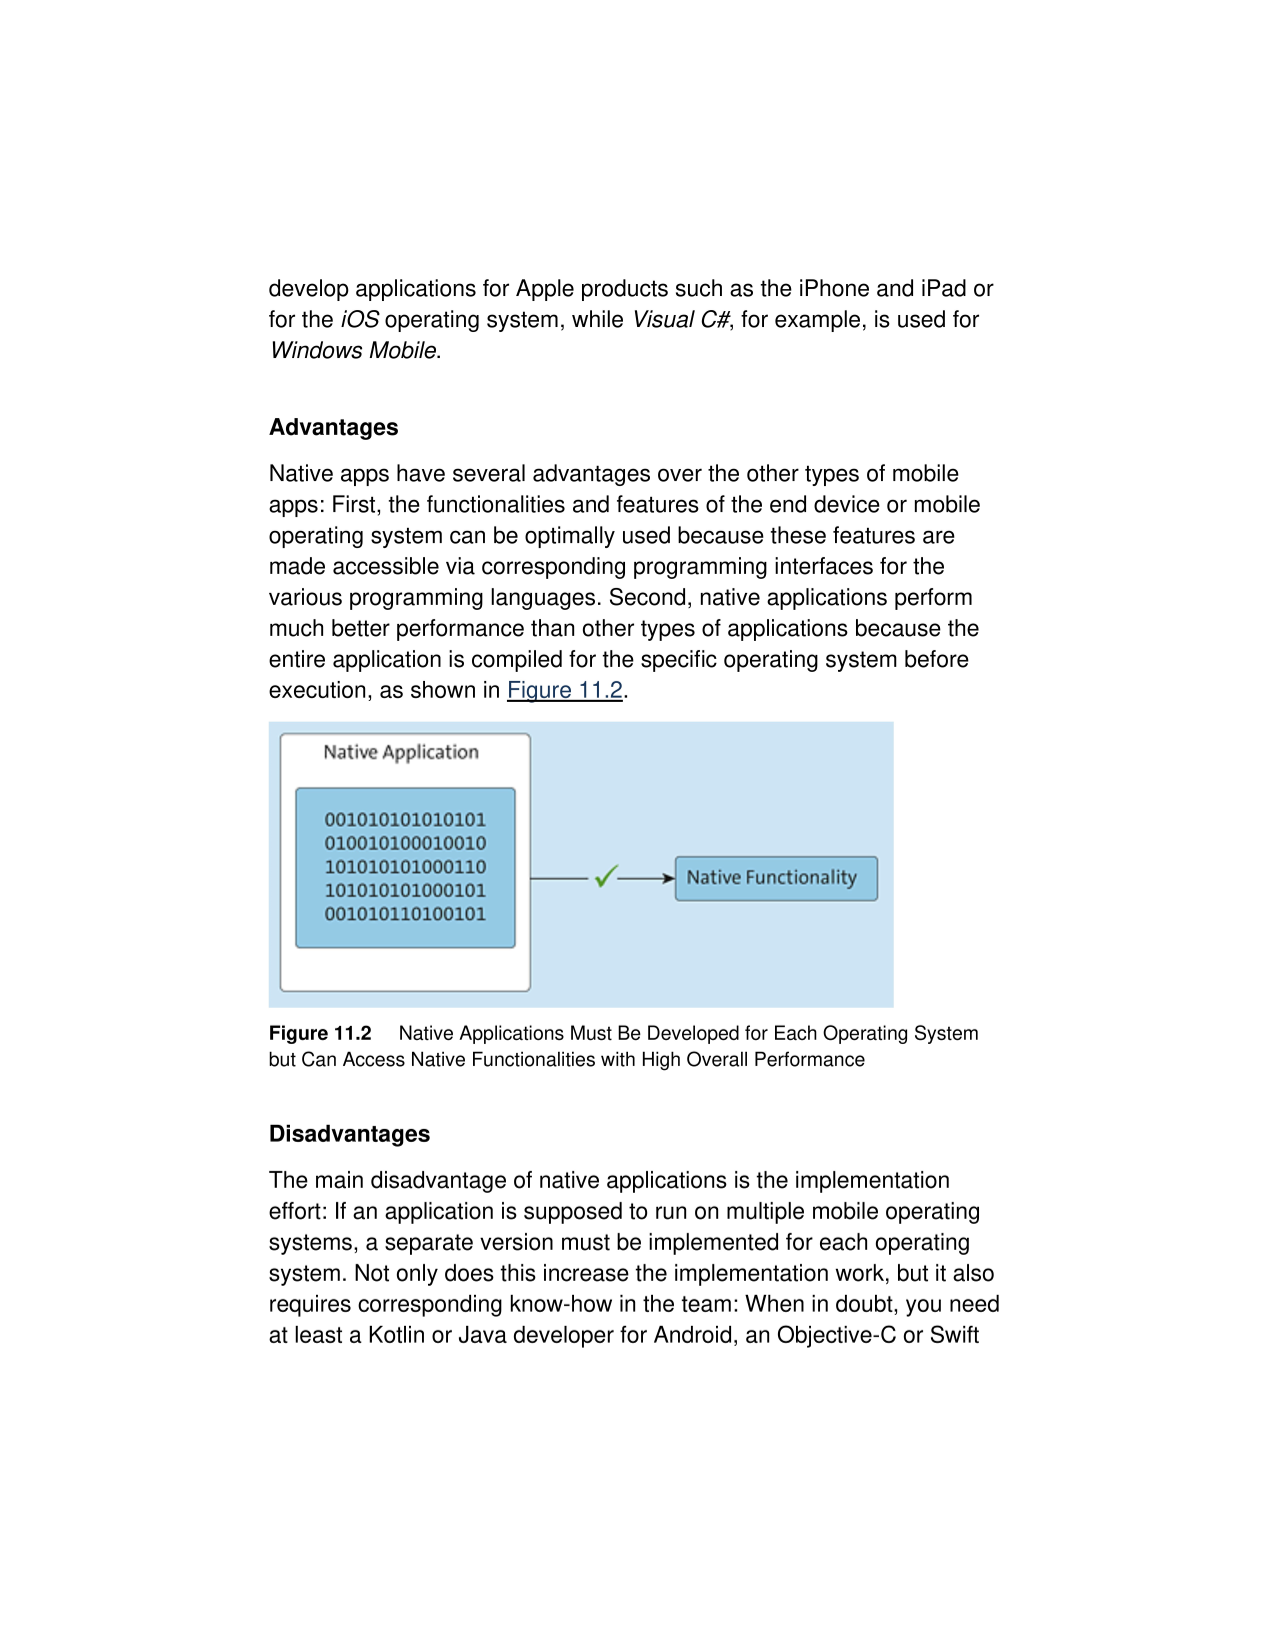 develop applications for Apple products such as the iPhone and iPad or
for the iOS operating system, while Visual C#, for example, is used for
Windows Mobile.
Advantages
Native apps have several advantages over the other types of mobile
apps: First, the functionalities and features of the end device or mobile
operating system can be optimally used because these features are
made accessible via corresponding programming interfaces for the
various programming languages. Second, native applications perform
much better performance than other types of applications because the
entire application is compiled for the specific operating system before
execution, as shown in Figure 11.2.
Native Application
001010101010101
010010100010010
101010101000110
101010101000101
001010110100101
Native Functionality
Figure 11.2 Native Applications Must Be Developed for Each Operating System
but Can Access Native Functionalities with High Overall Performance
Disadvantages
The main disadvantage of native applications is the implementation
effort: If an application is supposed to run on multiple mobile operating
systems, a separate version must be implemented for each operating
system. Not only does this increase the implementation work, but it also
requires corresponding know-how in the team: When in doubt, you need
at least a Kotlin or Java developer for Android, an Objective-C or Swift